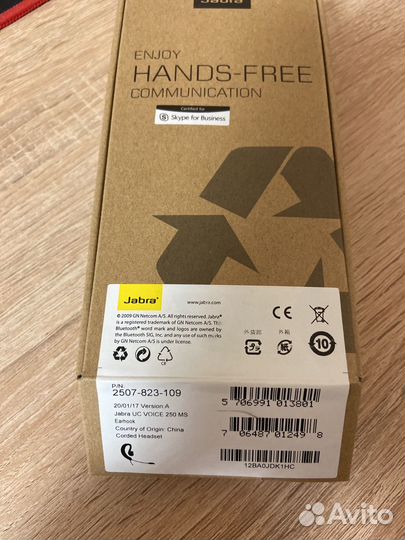 Jabra
ENJOY
HANDS-FREE
COMMUNICATION
Certified for
S Skype for Business
Jabra
www.jabra.com
© 2009 GN Netcom A/S. All rights reserved. Jabra®
is a registered trademark of GN Netcom A/S. The
Bluetooth® word mark and logos are owned by
the Bluetooth SIG, Inc. and any use of such marks
by GN Netcom A/S is under license.
CE
外箱
10
P/N:
2507-823-109
20/01/17 Version:A
Jabra UC VOICE 250 MS
Earhook
Country of Origin: China
Corded Headset
5 706991 013801
7 06487 01249 8
12BA0JDK1HC
Avito